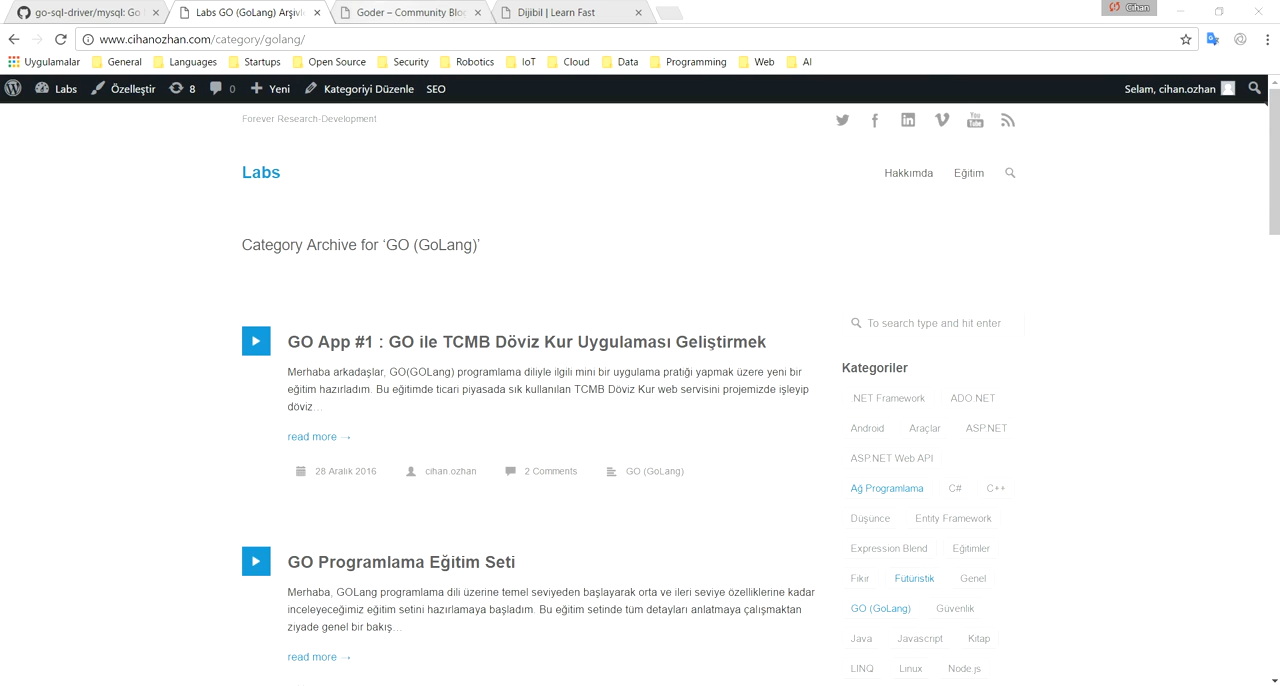 go-sql-driver/mysql: Go
Labs GO (GoLang) Arşivle
Goder – Community Blog
Dijibil | Learn Fast
Cihan
www.cihanozhan.com/category/golang/
Uygulamalar General Languages Startups Open Source Security Robotics IoT Cloud Data Programming Web AI
Labs Özelleştir 8 0 Yeni Kategoriyi Düzenle SEO Selam, cihan.ozhan
Forever Research-Development
You Tube
Labs
Hakkımda Eğitim
Category Archive for ‘GO (GoLang)’
GO App #1 : GO ile TCMB Döviz Kur Uygulaması Geliştirmek
Merhaba arkadaşlar, GO(GOLang) programlama diliyle ilgili mini bir uygulama pratiği yapmak üzere yeni bir
eğitim hazırladım. Bu eğitimde ticari piyasada sık kullanılan TCMB Döviz Kur web servisini projemizde işleyip
döviz…
read more →
28 Aralık 2016 cihan ozhan 2 Comments GO (GoLang)
GO Programlama Eğitim Seti
Merhaba, GOLang programlama dili üzerine temel seviyeden başlayarak orta ve ileri seviye özelliklerine kadar
inceleyeceğimiz eğitim setini hazırlamaya başladım. Bu eğitim setinde tüm detayları anlatmaya çalışmaktan
ziyade genel bir bakış…
read more →
To search type and hit enter
Kategoriler
.NET Framework ADO.NET
Android Araçlar ASP.NET
ASP.NET Web API
Ağ Programlama C# C++
Düşünce Entity Framework
Expression Blend Eğitimler
Fikir Fütüristik Genel
GO (GoLang) Güvenlik
Java Javascript Kitap
LINQ Linux Node.js